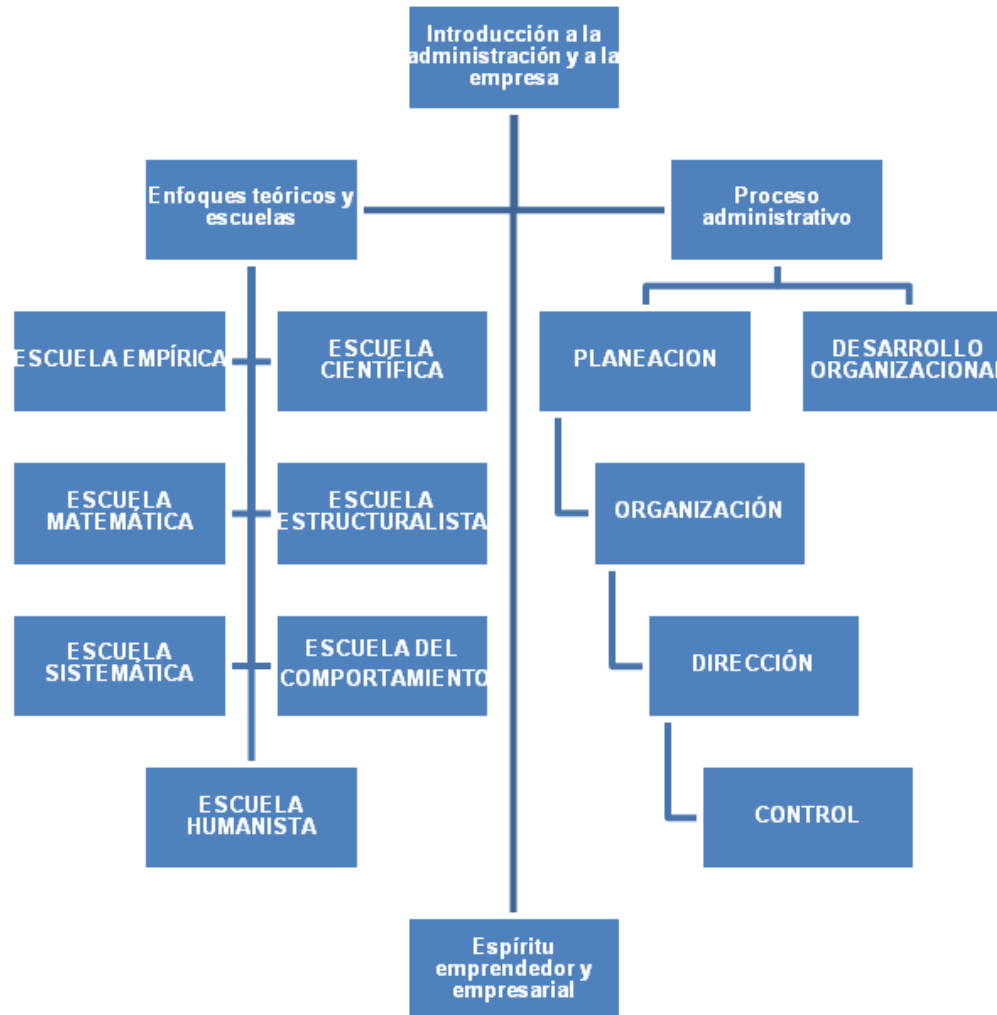 Introducción a la
administración y a la
empresa
Enfoques teóricos y
escuelas
Proceso
administrativo
ESCUELA EMPÍRICA
ESCUELA
CIENTÍFICA
PLANEACION
DESARROLLO
ORGANIZACIONAL
ESCUELA
MATEMÁTICA
ESCUELA
ESTRUCTURALISTA
ORGANIZACIÓN
ESCUELA
SISTEMÁTICA
ESCUELA DEL
COMPORTAMIENTO
DIRECCIÓN
ESCUELA
HUMANISTA
CONTROL
Espíritu
emprendedor y
empresarial